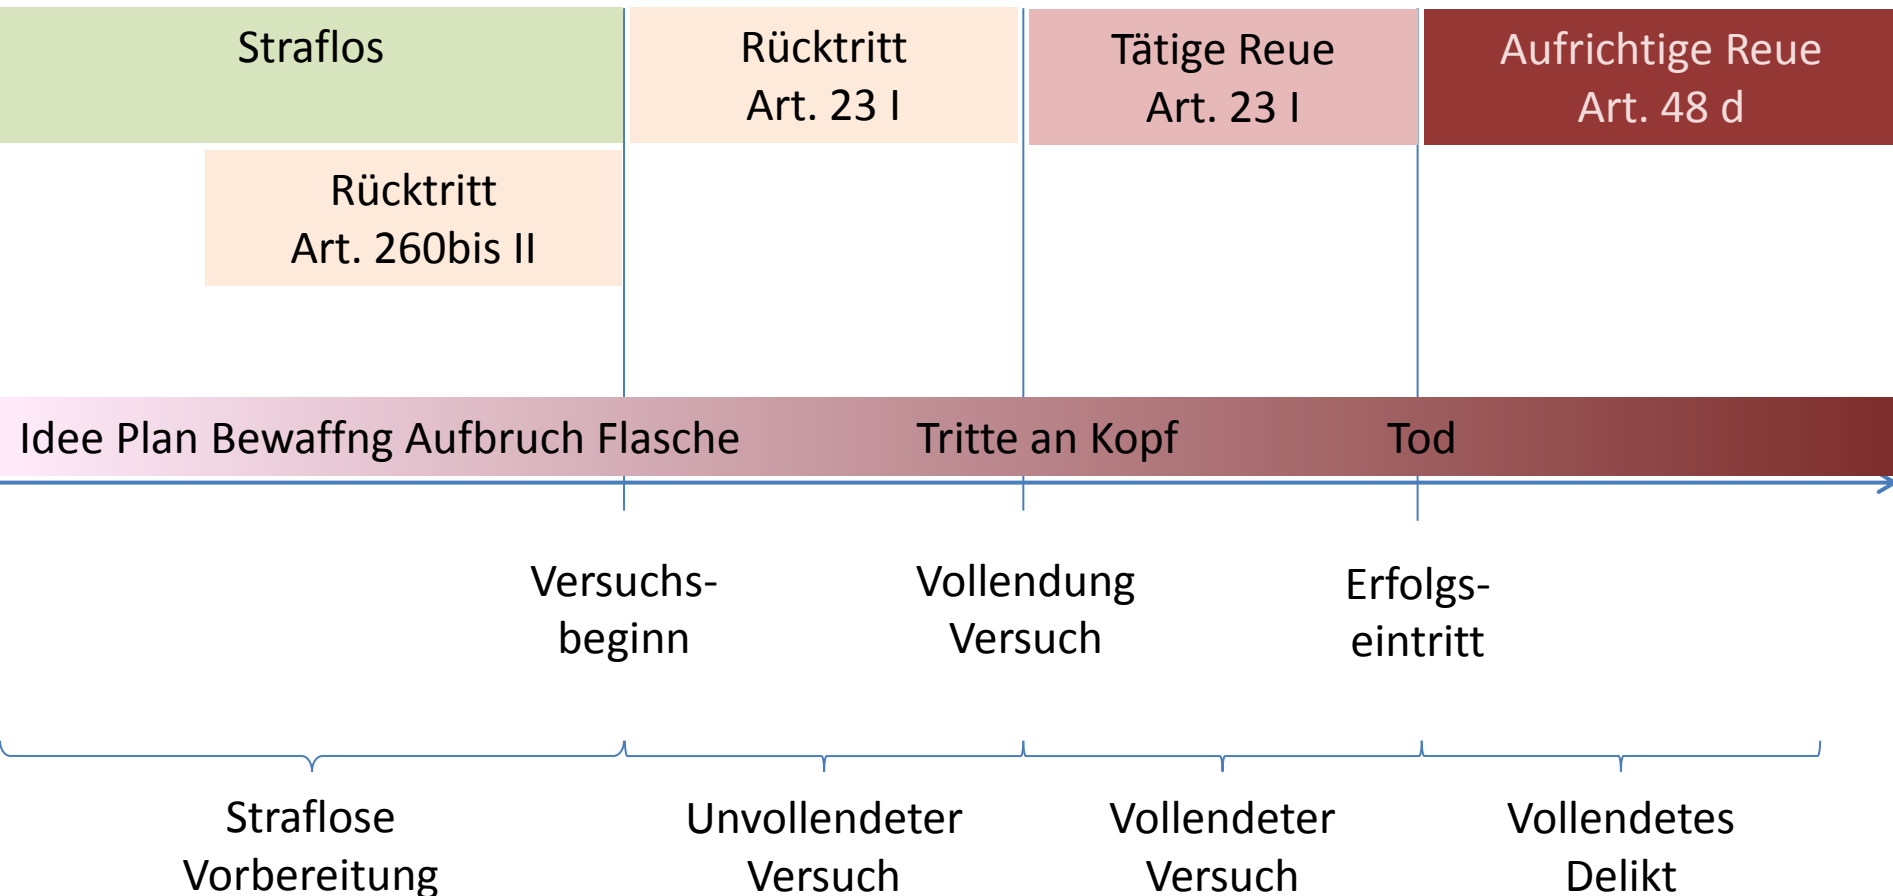 Straflos
Rücktritt
Art. 23 I
Tätige Reue
Art. 23 I
Aufrichtige Reue
Art. 48 d
Rücktritt
Art. 260bis II
Idee Plan Bewaffng Aufbruch Flasche
Tritte an Kopf
Tod
Versuchs-
beginn
Vollendung
Versuch
Erfolgs-
eintritt
Straflose
Vorbereitung
Unvollendeter
Versuch
Vollendeter
Versuch
Vollendetes
Delikt